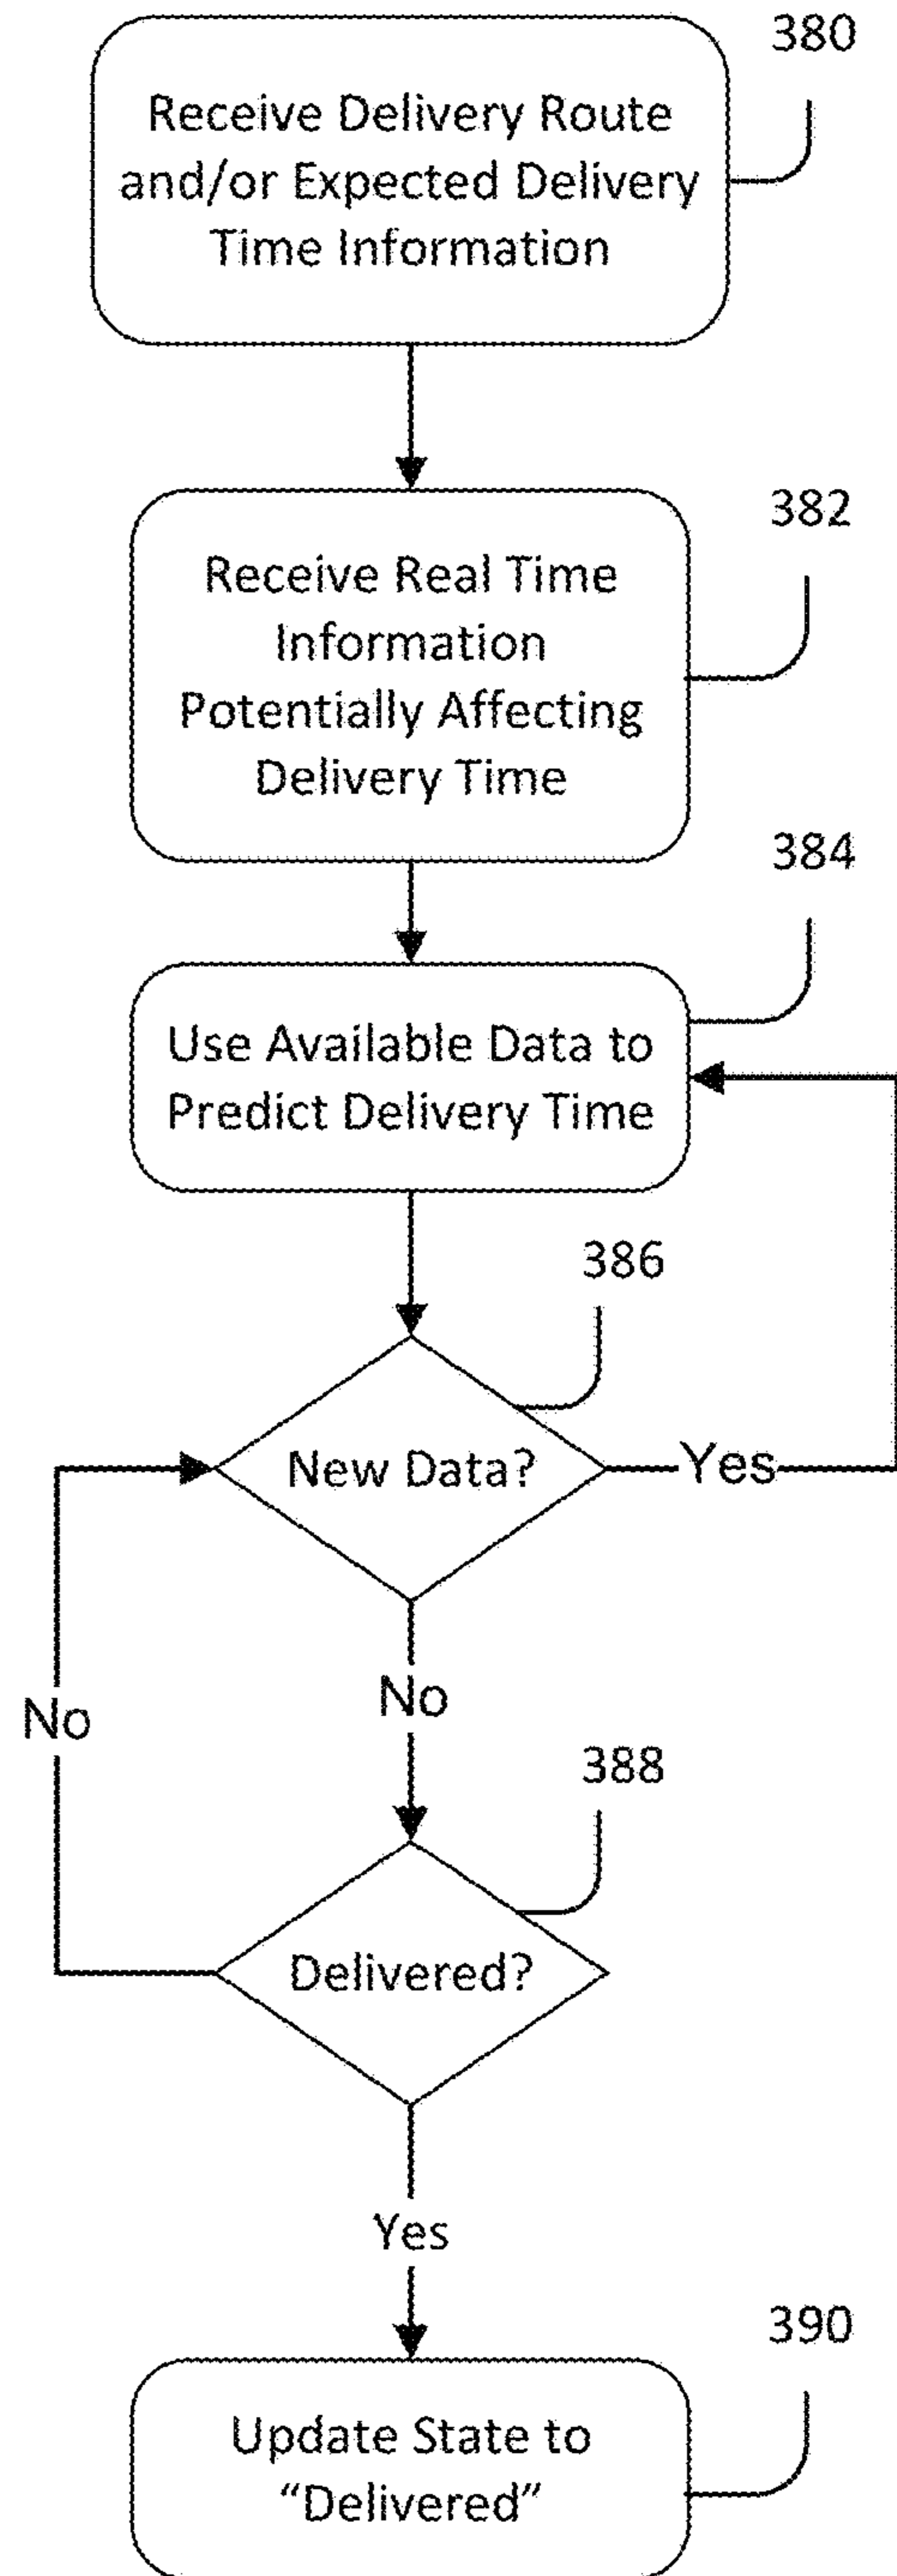 380
Receive Delivery Route
and/or Expected Delivery
Time Information
382
Receive Real Time
Information
Potentially Affecting
Delivery Time
384
Use Available Data to
Predict Delivery Time
386
New Data?
Yes
No
No
388
Delivered?
Yes
390
Update State to
“Delivered”